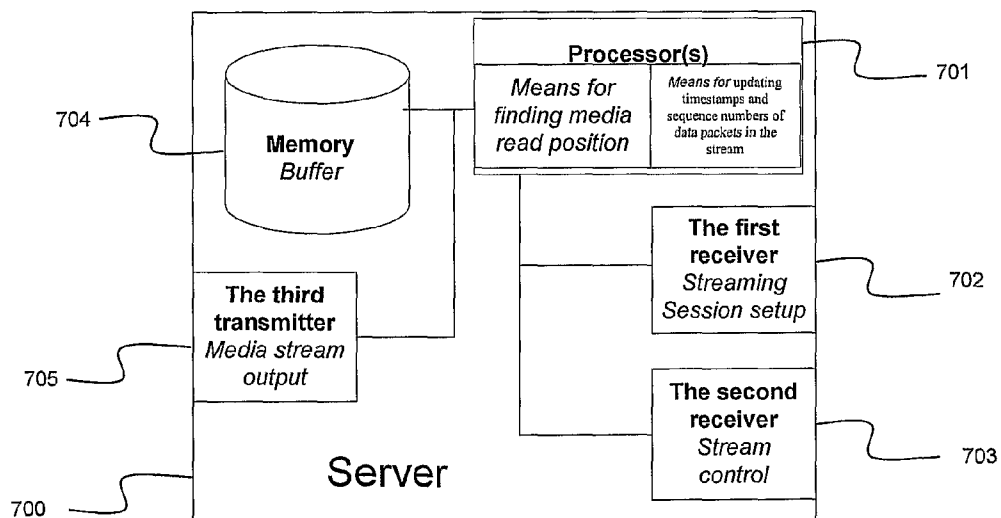 Processor(s)
701
Means for
finding media
read position
Means for updating
timestamps and
sequence numbers of
data packets in the
stream
704
Memory
Buffer
The first
receiver
Streaming
Session setup
702
The third
transmitter
Media stream
output
705
The second
receiver
Stream
control
703
Server
700